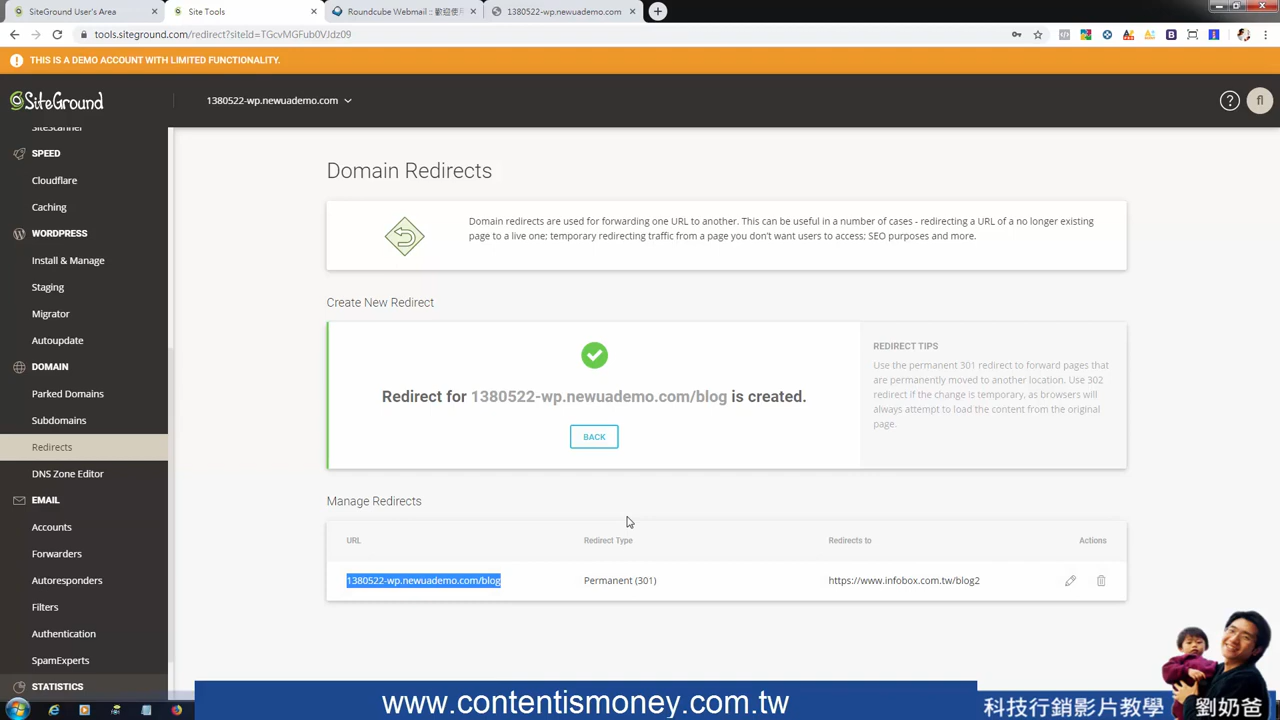 SiteGround User's Area
Site Tools
Roundcube Webmail :: 歡迎使用
1380522-wp.newuademo.com
tools.siteground.com/redirect?siteId=TGcvMGFub0VJdz09
THIS IS A DEMO ACCOUNT WITH LIMITED FUNCTIONALITY.
SiteGround
1380522-wp.newuademo.com
fl
SiteScanner
SPEED
Cloudflare
Caching
WORDPRESS
Install & Manage
Staging
Migrator
Autoupdate
DOMAIN
Parked Domains
Subdomains
Redirects
DNS Zone Editor
EMAIL
Accounts
Forwarders
Autoresponders
Filters
Authentication
SpamExperts
STATISTICS
Domain Redirects
Domain redirects are used for forwarding one URL to another. This can be useful in a number of cases - redirecting a URL of a no longer existing
page to a live one; temporary redirecting traffic from a page you don't want users to access; SEO purposes and more.
Create New Redirect
Redirect for 1380522-wp.newuademo.com/blog is created.
BACK
REDIRECT TIPS
Use the permanent 301 redirect to forward pages that
are permanently moved to another location. Use 302
redirect if the change is temporary, as browsers will
always attempt to load the content from the original
page.
Manage Redirects
URL Redirect Type Redirects to Actions
1380522-wp.newuademo.com/blog Permanent (301) https://www.infobox.com.tw/blog2
www.contentismoney.com.tw
科技行銷影片教學 劉奶爸